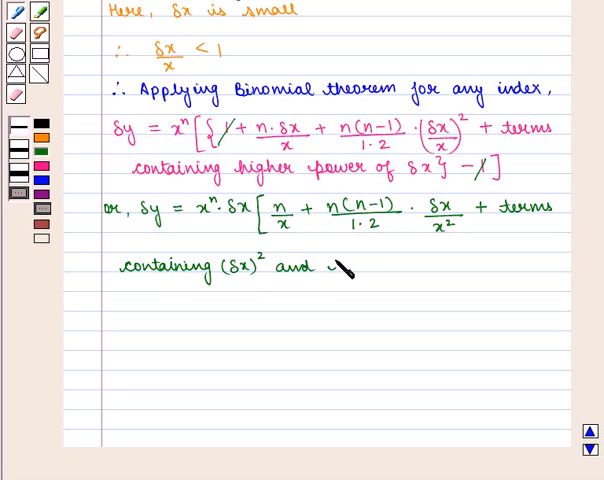 Here, δx is small
∴ δx/x < 1
∴ Applying Binomial theorem for any index,
δy = xⁿ[{1 + n·δx/x + n(n-1)/1·2 ·(δx/x)² + terms
containing higher power of δx} - 1]
or, δy = xⁿ·δx[n/x + n(n-1)/1·2 · δx/x² + terms
containing (δx)² and